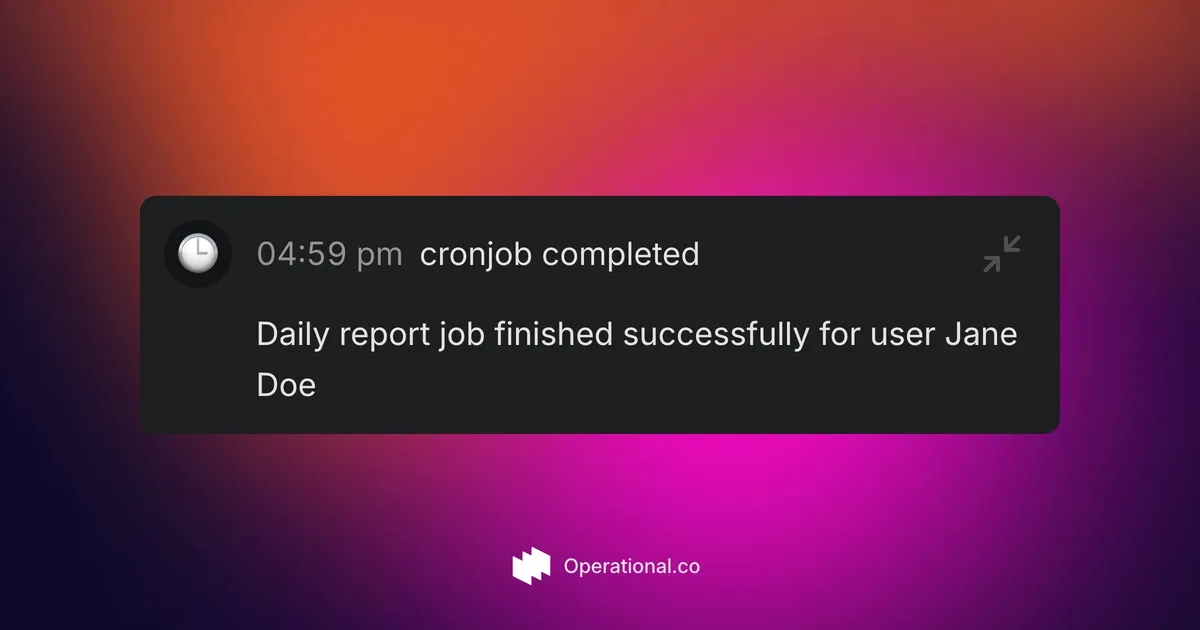 04:59 pm cronjob completed
Daily report job finished successfully for user Jane
Doe
Operational.co